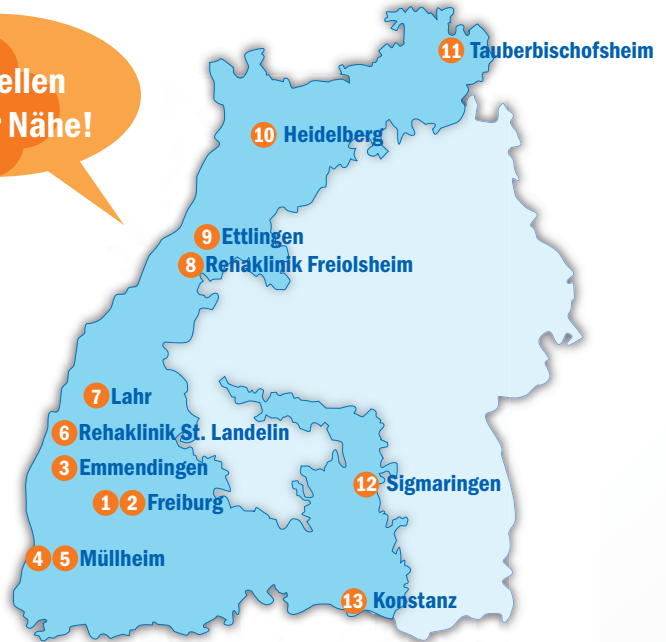 ellen
Nähe!
11 Tauberbischofsheim
10 Heidelberg
9 Ettlingen
8 Rehaklinik Freiolsheim
7 Lahr
6 Rehaklinik St. Landelin
3 Emmendingen
1 2 Freiburg
12 Sigmaringen
4 5 Müllheim
13 Konstanz